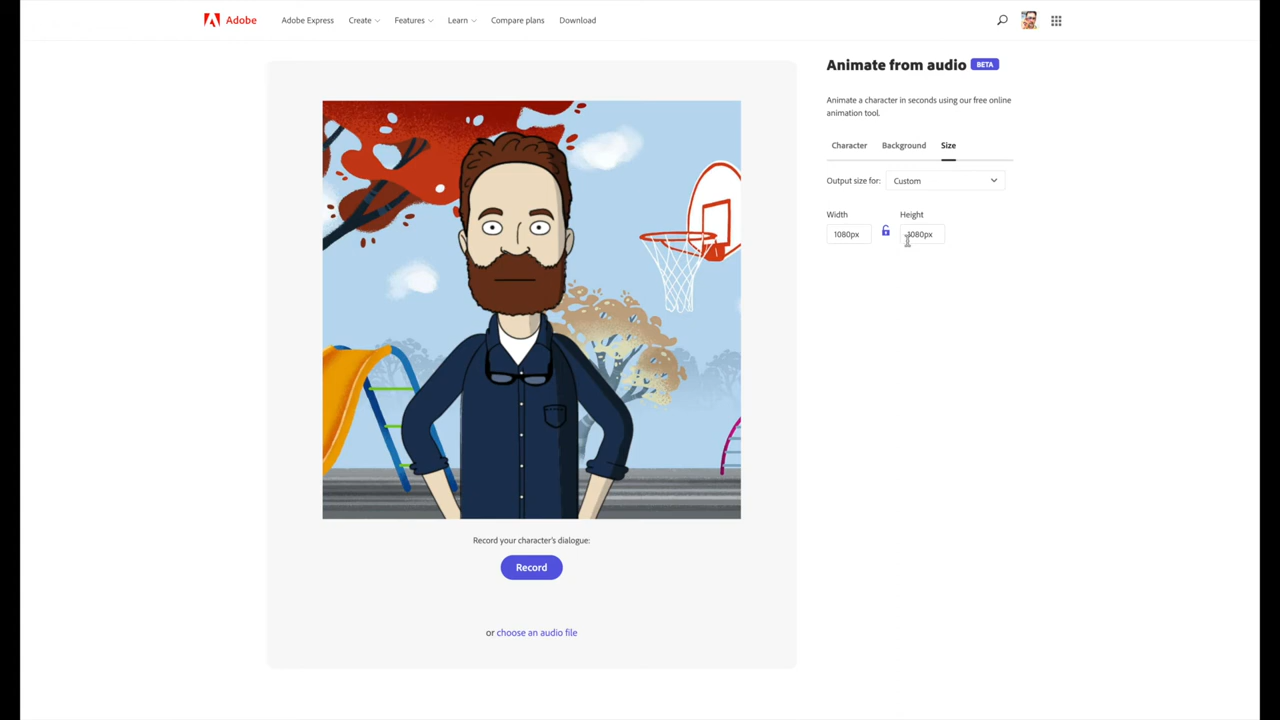 Adobe
Adobe Express
Create
Features
Learn
Compare plans
Download
Animate from audio
BETA
Animate a character in seconds using our free online
animation tool.
Character
Background
Size
Output size for:
Custom
Width
Height
1080px
1080px
Record your character's dialogue:
Record
or choose an audio file